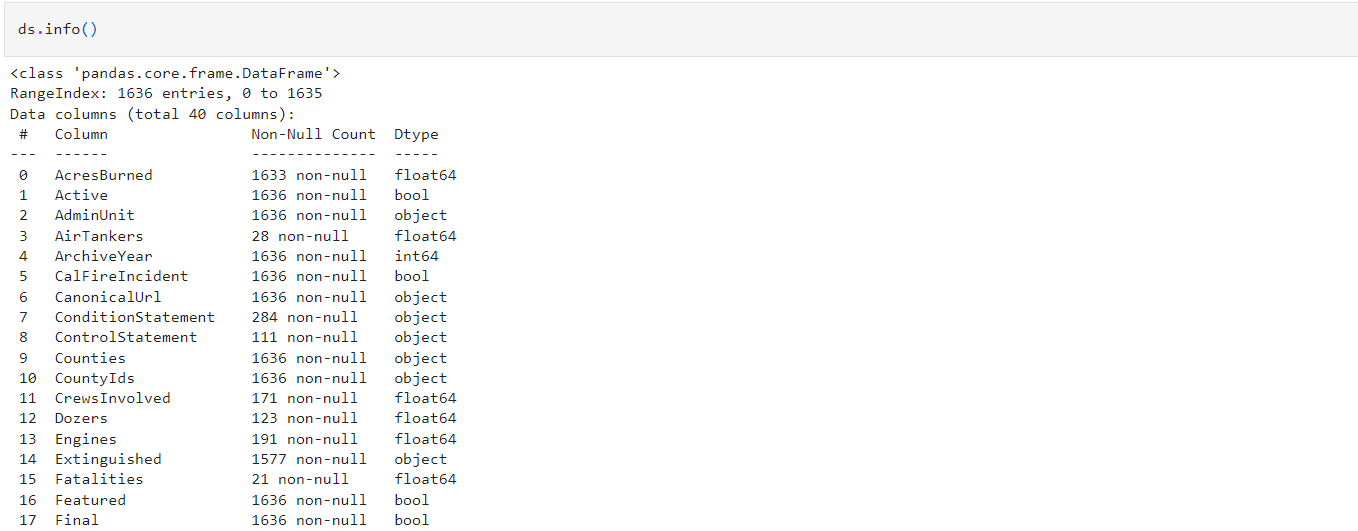 ds.info()
<class 'pandas.core.frame.DataFrame'>
RangeIndex: 1636 entries, 0 to 1635
Data columns (total 40 columns):
 #   Column                Non-Null Count  Dtype
---  ------                --------------  -----
 0   AcresBurned           1633 non-null   float64
 1   Active                1636 non-null   bool
 2   AdminUnit             1636 non-null   object
 3   AirTankers            28 non-null     float64
 4   ArchiveYear           1636 non-null   int64
 5   CalFireIncident       1636 non-null   bool
 6   CanonicalUrl          1636 non-null   object
 7   ConditionStatement    284 non-null    object
 8   ControlStatement      111 non-null    object
 9   Counties              1636 non-null   object
 10  CountyIds             1636 non-null   object
 11  CrewsInvolved         171 non-null    float64
 12  Dozers                123 non-null    float64
 13  Engines               191 non-null    float64
 14  Extinguished          1577 non-null   object
 15  Fatalities            21 non-null     float64
 16  Featured              1636 non-null   bool
 17  Final                 1636 non-null   bool